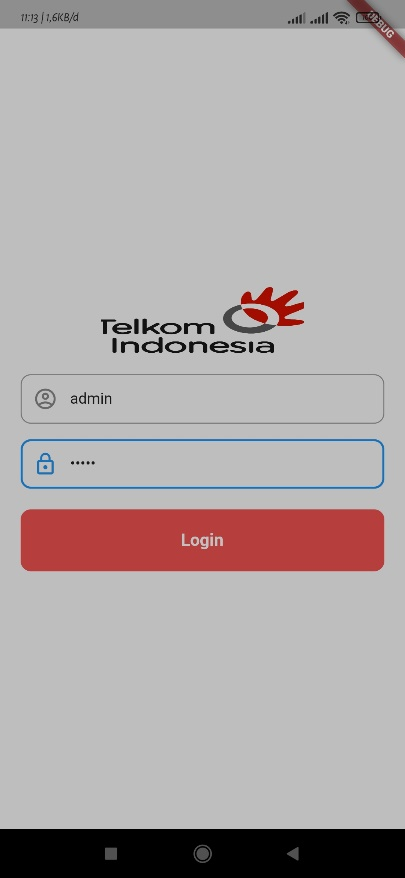 11:13 | 1,6KB/d
DEBUG
Telkom
Indonesia
admin
•••••
Login